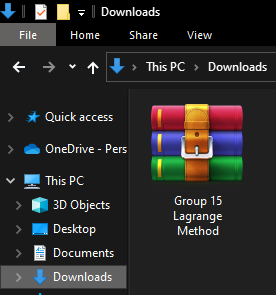 Downloads
File
Home
Share
View
This PC
Downloads
Quick access
OneDrive - Pers
This PC
3D Objects
Desktop
Documents
Downloads
Group 15
Lagrange
Method